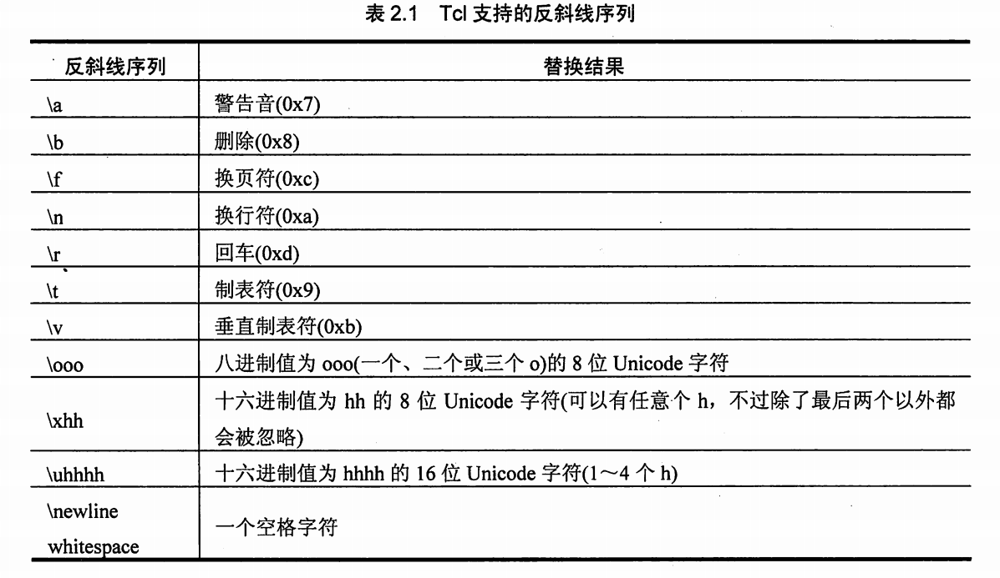 表 2.1 Tcl 支持的反斜线序列
反斜线序列 替换结果
\a 警告音(0x7)
\b 删除(0x8)
\f 换页符(0xc)
\n 换行符(0xa)
\r 回车(0xd)
\t 制表符(0x9)
\v 垂直制表符(0xb)
\ooo 八进制值为 ooo(一个、二个或三个 o)的 8 位 Unicode 字符
\xhh 十六进制值为 hh 的 8 位 Unicode 字符(可以有任意个 h，不过除了最后两个以外都
会被忽略)
\uhhhh 十六进制值为 hhhh 的 16 位 Unicode 字符(1～4 个 h)
\newline
whitespace 一个空格字符